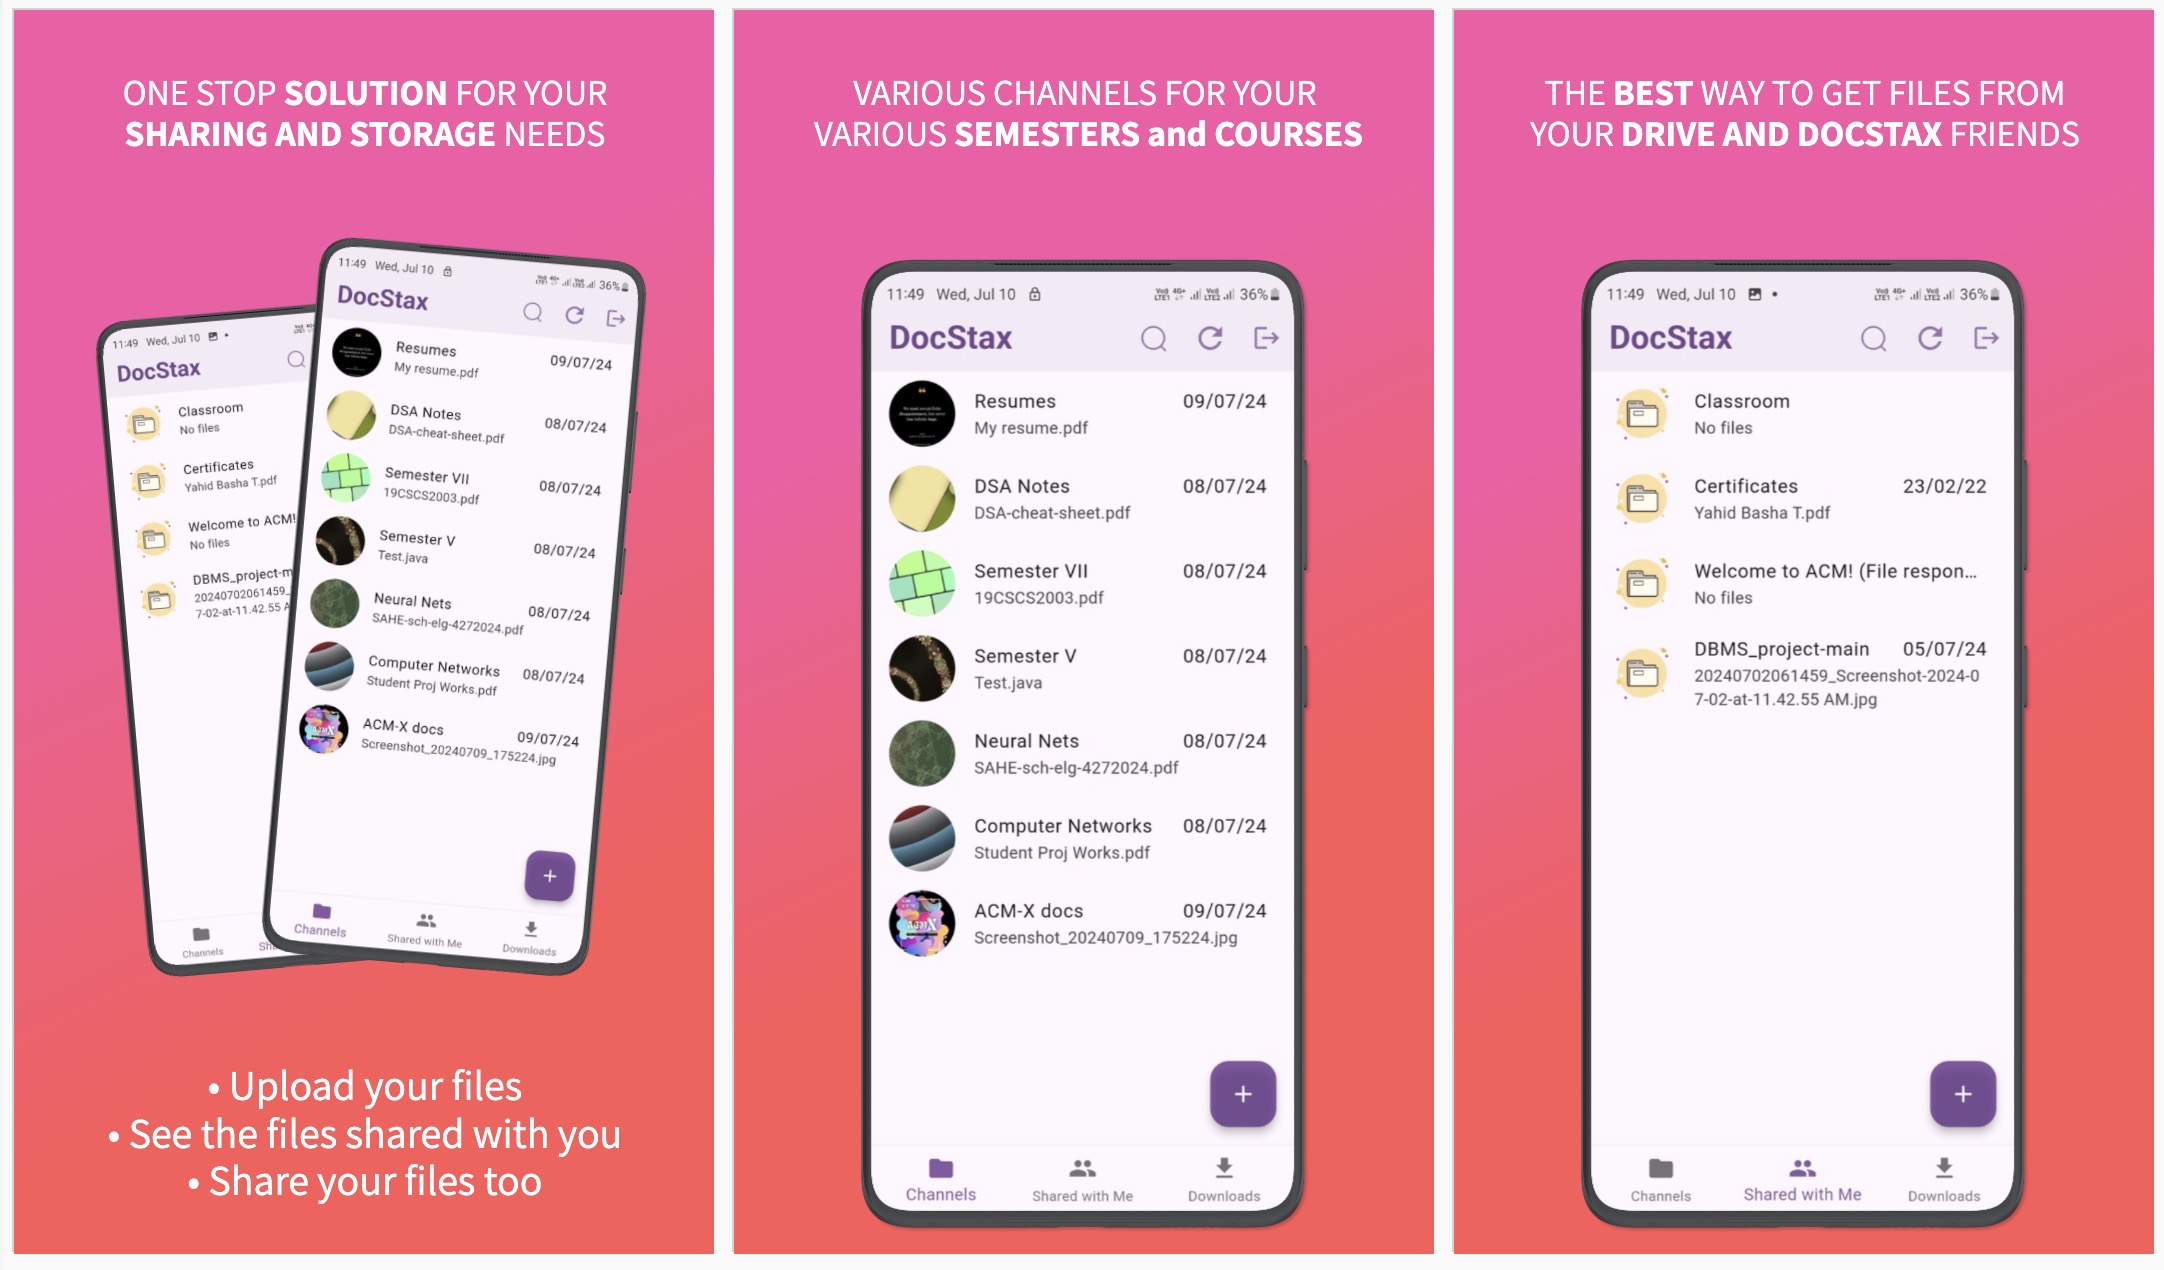 ONE STOP SOLUTION FOR YOUR
SHARING AND STORAGE NEEDS
11:49 Wed, Jul 10
DocStax
Classroom
No files
Certificates
Yahid Basha T.pdf
Welcome to ACM!
No files
DBMS_project-m
20240702061459_
7-02-at-11.42.55 A
Channels
11:49 Wed, Jul 10 36%
DocStax
Resumes 09/07/24
My resume.pdf
DSA Notes 08/07/24
DSA-cheat-sheet.pdf
Semester VII 08/07/24
19CSCS2003.pdf
Semester V 08/07/24
Test.java
Neural Nets 08/07/24
SAHE-sch-elg-4272024.pdf
Computer Networks 08/07/24
Student Proj Works.pdf
ACM-X docs 09/07/24
Screenshot_20240709_175224.jpg
+
Channels Shared with Me Downloads
• Upload your files
• See the files shared with you
• Share your files too
VARIOUS CHANNELS FOR YOUR
VARIOUS SEMESTERS and COURSES
11:49 Wed, Jul 10 36%
DocStax
Resumes 09/07/24
My resume.pdf
DSA Notes 08/07/24
DSA-cheat-sheet.pdf
Semester VII 08/07/24
19CSCS2003.pdf
Semester V 08/07/24
Test.java
Neural Nets 08/07/24
SAHE-sch-elg-4272024.pdf
Computer Networks 08/07/24
Student Proj Works.pdf
ACM-X docs 09/07/24
Screenshot_20240709_175224.jpg
+
Channels Shared with Me Downloads
THE BEST WAY TO GET FILES FROM
YOUR DRIVE AND DOCSTAX FRIENDS
11:49 Wed, Jul 10 36%
DocStax
Classroom
No files
Certificates 23/02/22
Yahid Basha T.pdf
Welcome to ACM! (File respon...
No files
DBMS_project-main 05/07/24
20240702061459_Screenshot-2024-0
7-02-at-11.42.55 AM.jpg
+
Channels Shared with Me Downloads